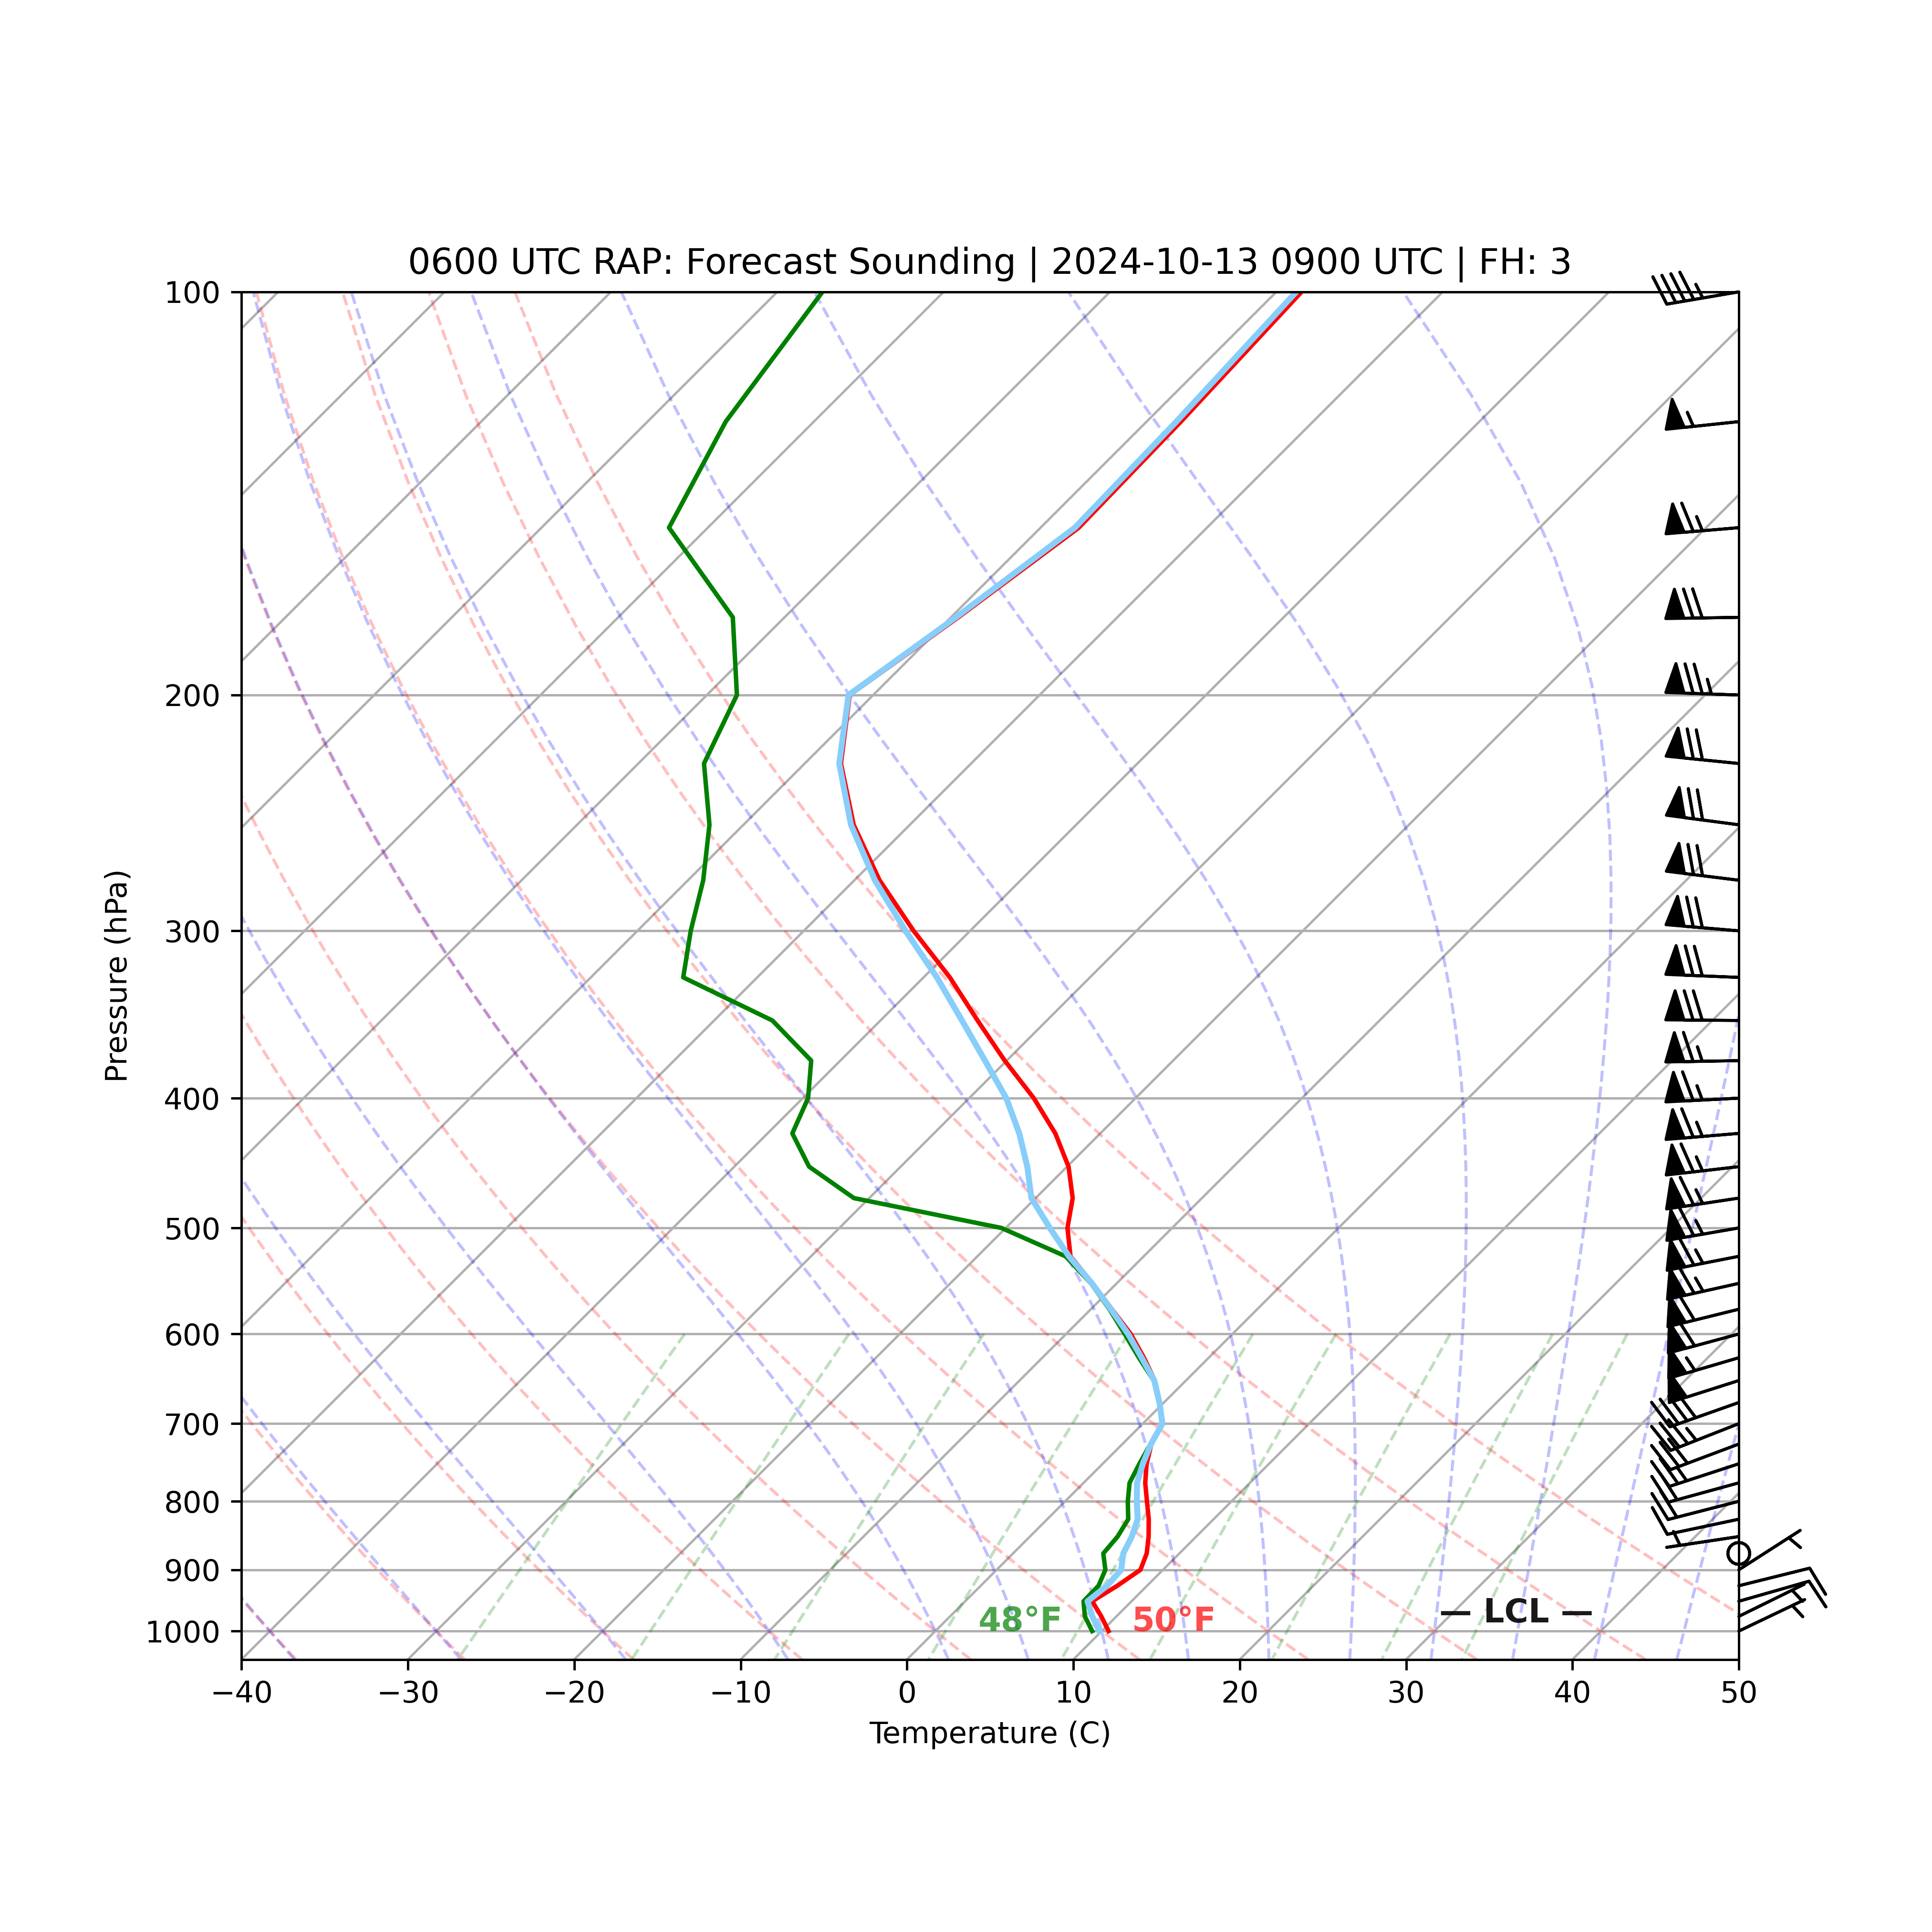 0600 UTC RAP: Forecast Sounding | 2024-10-13 0900 UTC | FH: 3
100
200
300
400
500
600
700
800
900
1000
Pressure (hPa)
48°F
50°F
— LCL —
−40 −30 −20 −10 0 10 20 30 40 50
Temperature (C)